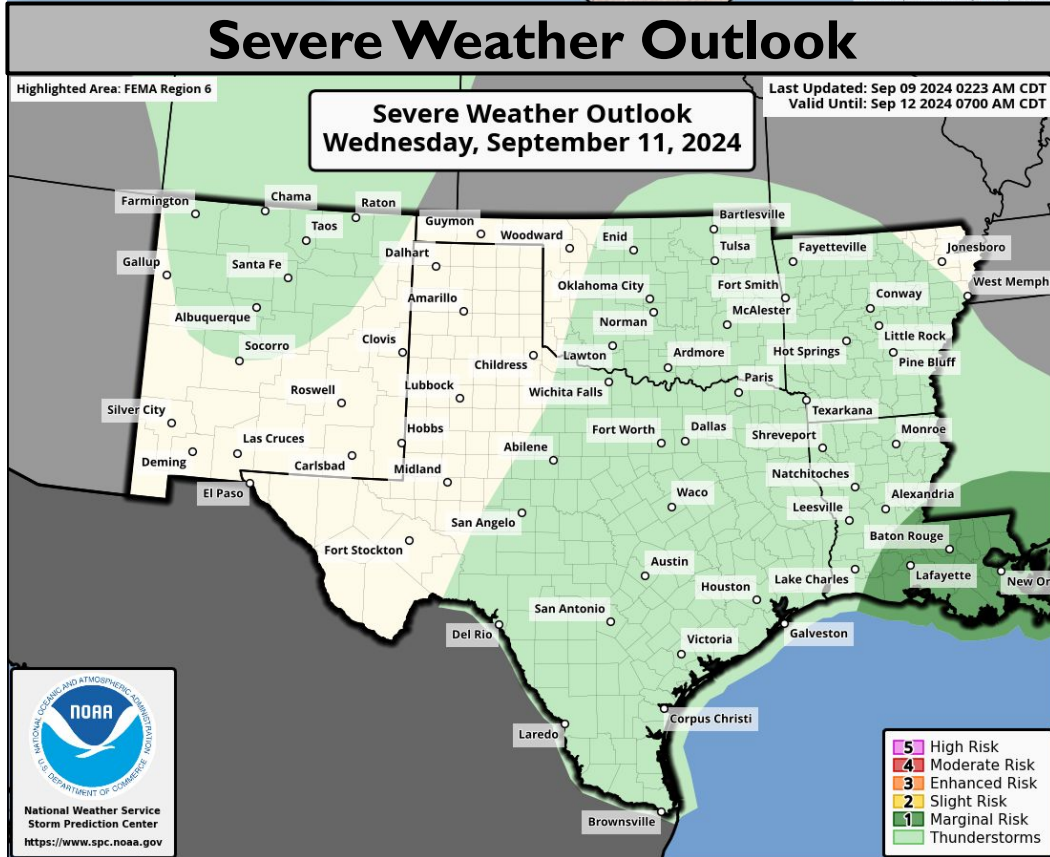 Severe Weather Outlook
Highlighted Area: FEMA Region 6
Last Updated: Sep 09 2024 0223 AM CDT
Valid Until: Sep 12 2024 0700 AM CDT
Severe Weather Outlook
Wednesday, September 11, 2024
Farmington
Chama
Raton
Taos
Guymon
Woodward
Enid
Bartlesville
Tulsa
Fayetteville
Jonesboro
Gallup
Santa Fe
Dalhart
Oklahoma City
Fort Smith
Conway
West Memph
Albuquerque
Amarillo
Norman
McAlester
Little Rock
Socorro
Clovis
Childress
Lawton
Ardmore
Hot Springs
Pine Bluff
Roswell
Lubbock
Wichita Falls
Paris
Texarkana
Silver City
Las Cruces
Hobbs
Abilene
Fort Worth
Dallas
Shreveport
Monroe
Deming
Carlsbad
Midland
Natchitoches
El Paso
San Angelo
Waco
Leesville
Alexandria
Fort Stockton
Baton Rouge
Austin
Houston
Lake Charles
Lafayette
New Or
San Antonio
Del Rio
Victoria
Galveston
Laredo
Corpus Christi
Brownsville
NATIONAL OCEANIC AND ATMOSPHERIC ADMINISTRATION
NOAA
U.S. DEPARTMENT OF COMMERCE
National Weather Service
Storm Prediction Center
https://www.spc.noaa.gov
5 High Risk
4 Moderate Risk
3 Enhanced Risk
2 Slight Risk
1 Marginal Risk
Thunderstorms